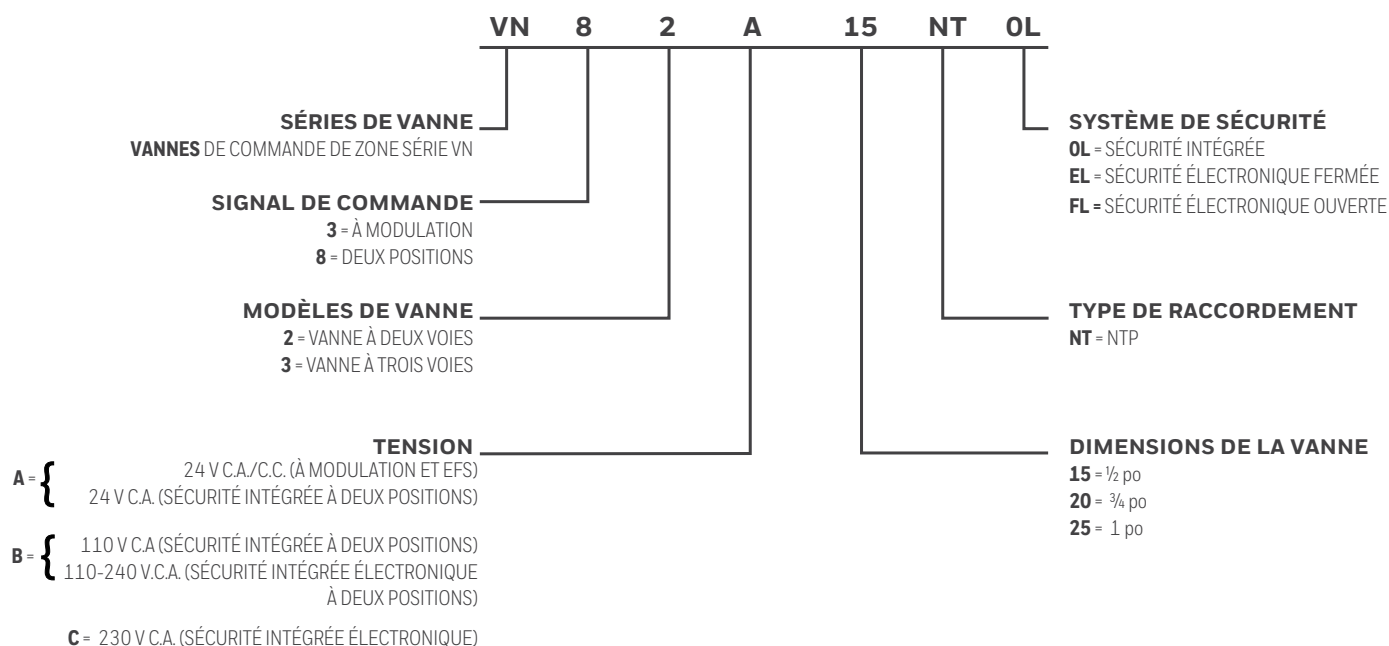 VN 8 2 A 15 NT 0L
SÉRIES DE VANNE
VANNES DE COMMANDE DE ZONE SÉRIE VN
SIGNAL DE COMMANDE
3 = À MODULATION
8 = DEUX POSITIONS
MODÈLES DE VANNE
2 = VANNE À DEUX VOIES
3 = VANNE À TROIS VOIES
TENSION
A = { 24 V C.A./C.C. (À MODULATION ET EFS)
24 V C.A. (SÉCURITÉ INTÉGRÉE À DEUX POSITIONS)
B = { 110 V C.A (SÉCURITÉ INTÉGRÉE À DEUX POSITIONS)
110-240 V.C.A. (SÉCURITÉ INTÉGRÉE ÉLECTRONIQUE
À DEUX POSITIONS)
C = 230 V C.A. (SÉCURITÉ INTÉGRÉE ÉLECTRONIQUE)
SYSTÈME DE SÉCURITÉ
0L = SÉCURITÉ INTÉGRÉE
EL = SÉCURITÉ ÉLECTRONIQUE FERMÉE
FL = SÉCURITÉ ÉLECTRONIQUE OUVERTE
TYPE DE RACCORDEMENT
NT = NTP
DIMENSIONS DE LA VANNE
15 = ½ po
20 = ¾ po
25 = 1 po